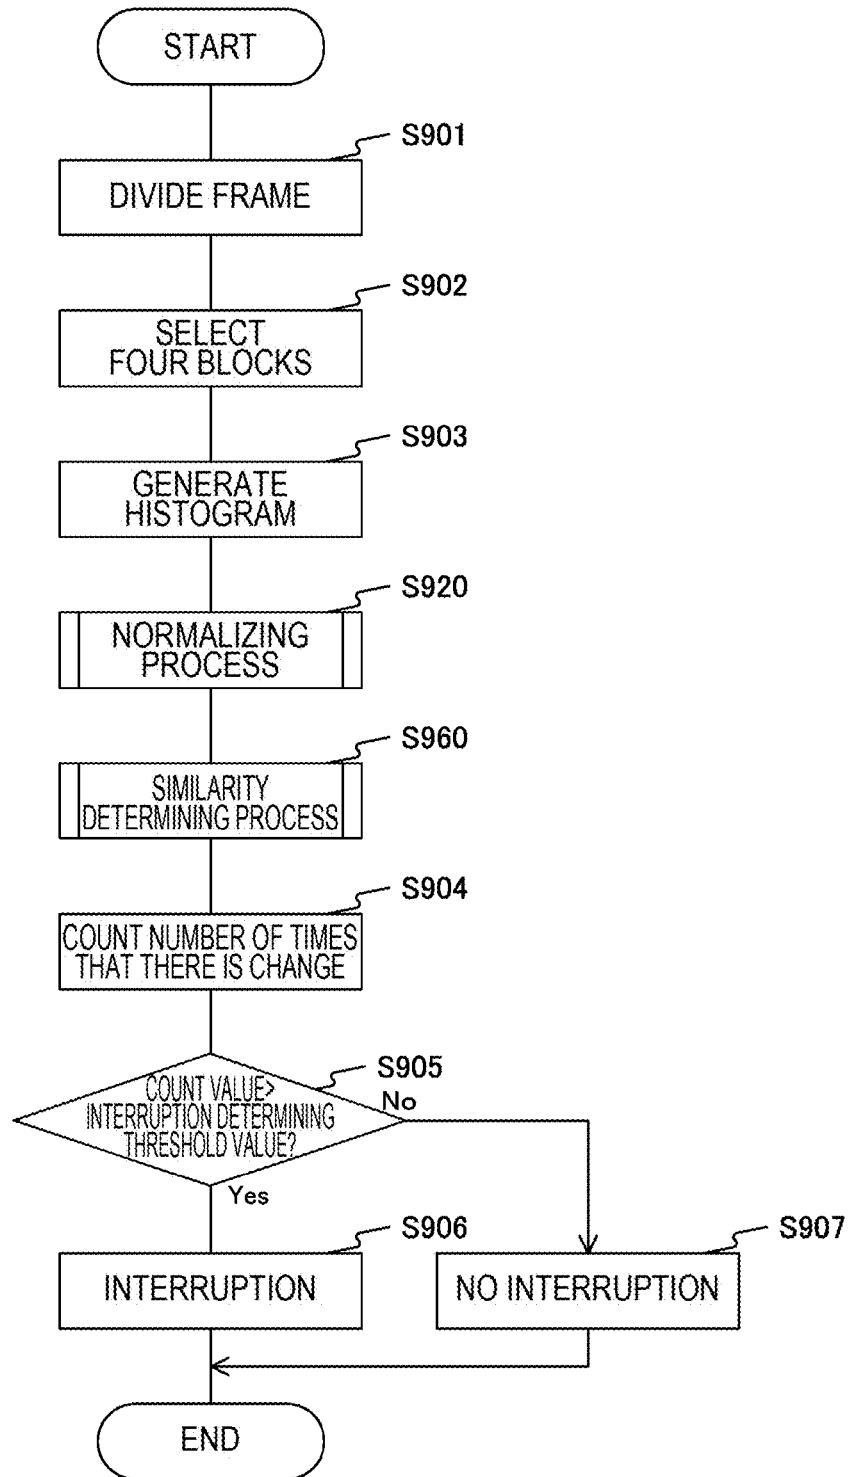 START
S901
DIVIDE FRAME
S902
SELECT
FOUR BLOCKS
S903
GENERATE
HISTOGRAM
S920
NORMALIZING
PROCESS
S960
SIMILARITY
DETERMINING PROCESS
S904
COUNT NUMBER OF TIMES
THAT THERE IS CHANGE
S905
COUNT VALUE>
INTERRUPTION DETERMINING
THRESHOLD VALUE?
No
Yes
S906
INTERRUPTION
S907
NO INTERRUPTION
END